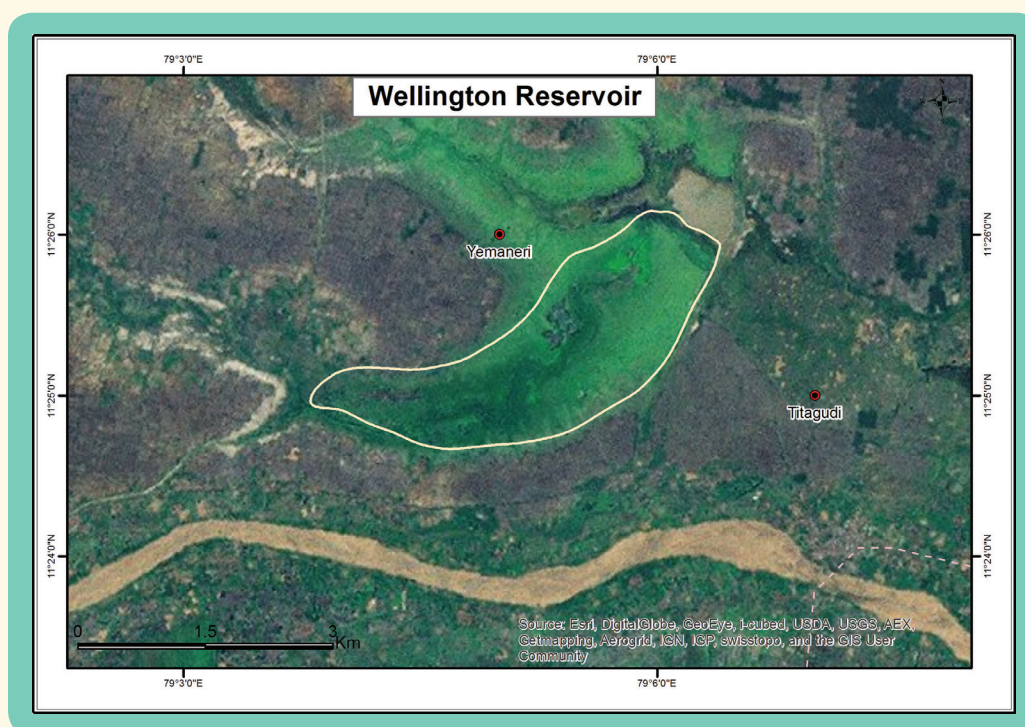 79°3'0"E
79°6'0"E
Wellington Reservoir
11°26'0"N
11°26'0"N
Yemaneri
11°25'0"N
11°25'0"N
Titagudi
11°24'0"N
11°24'0"N
0
1.5
3
Km
Source: Esri, DigitalGlobe, GeoEye, i-cubed, USDA, USGS, AEX,
Getmapping, Aerogrid, IGN, IGP, swisstopo, and the GIS User
Community
79°3'0"E
79°6'0"E